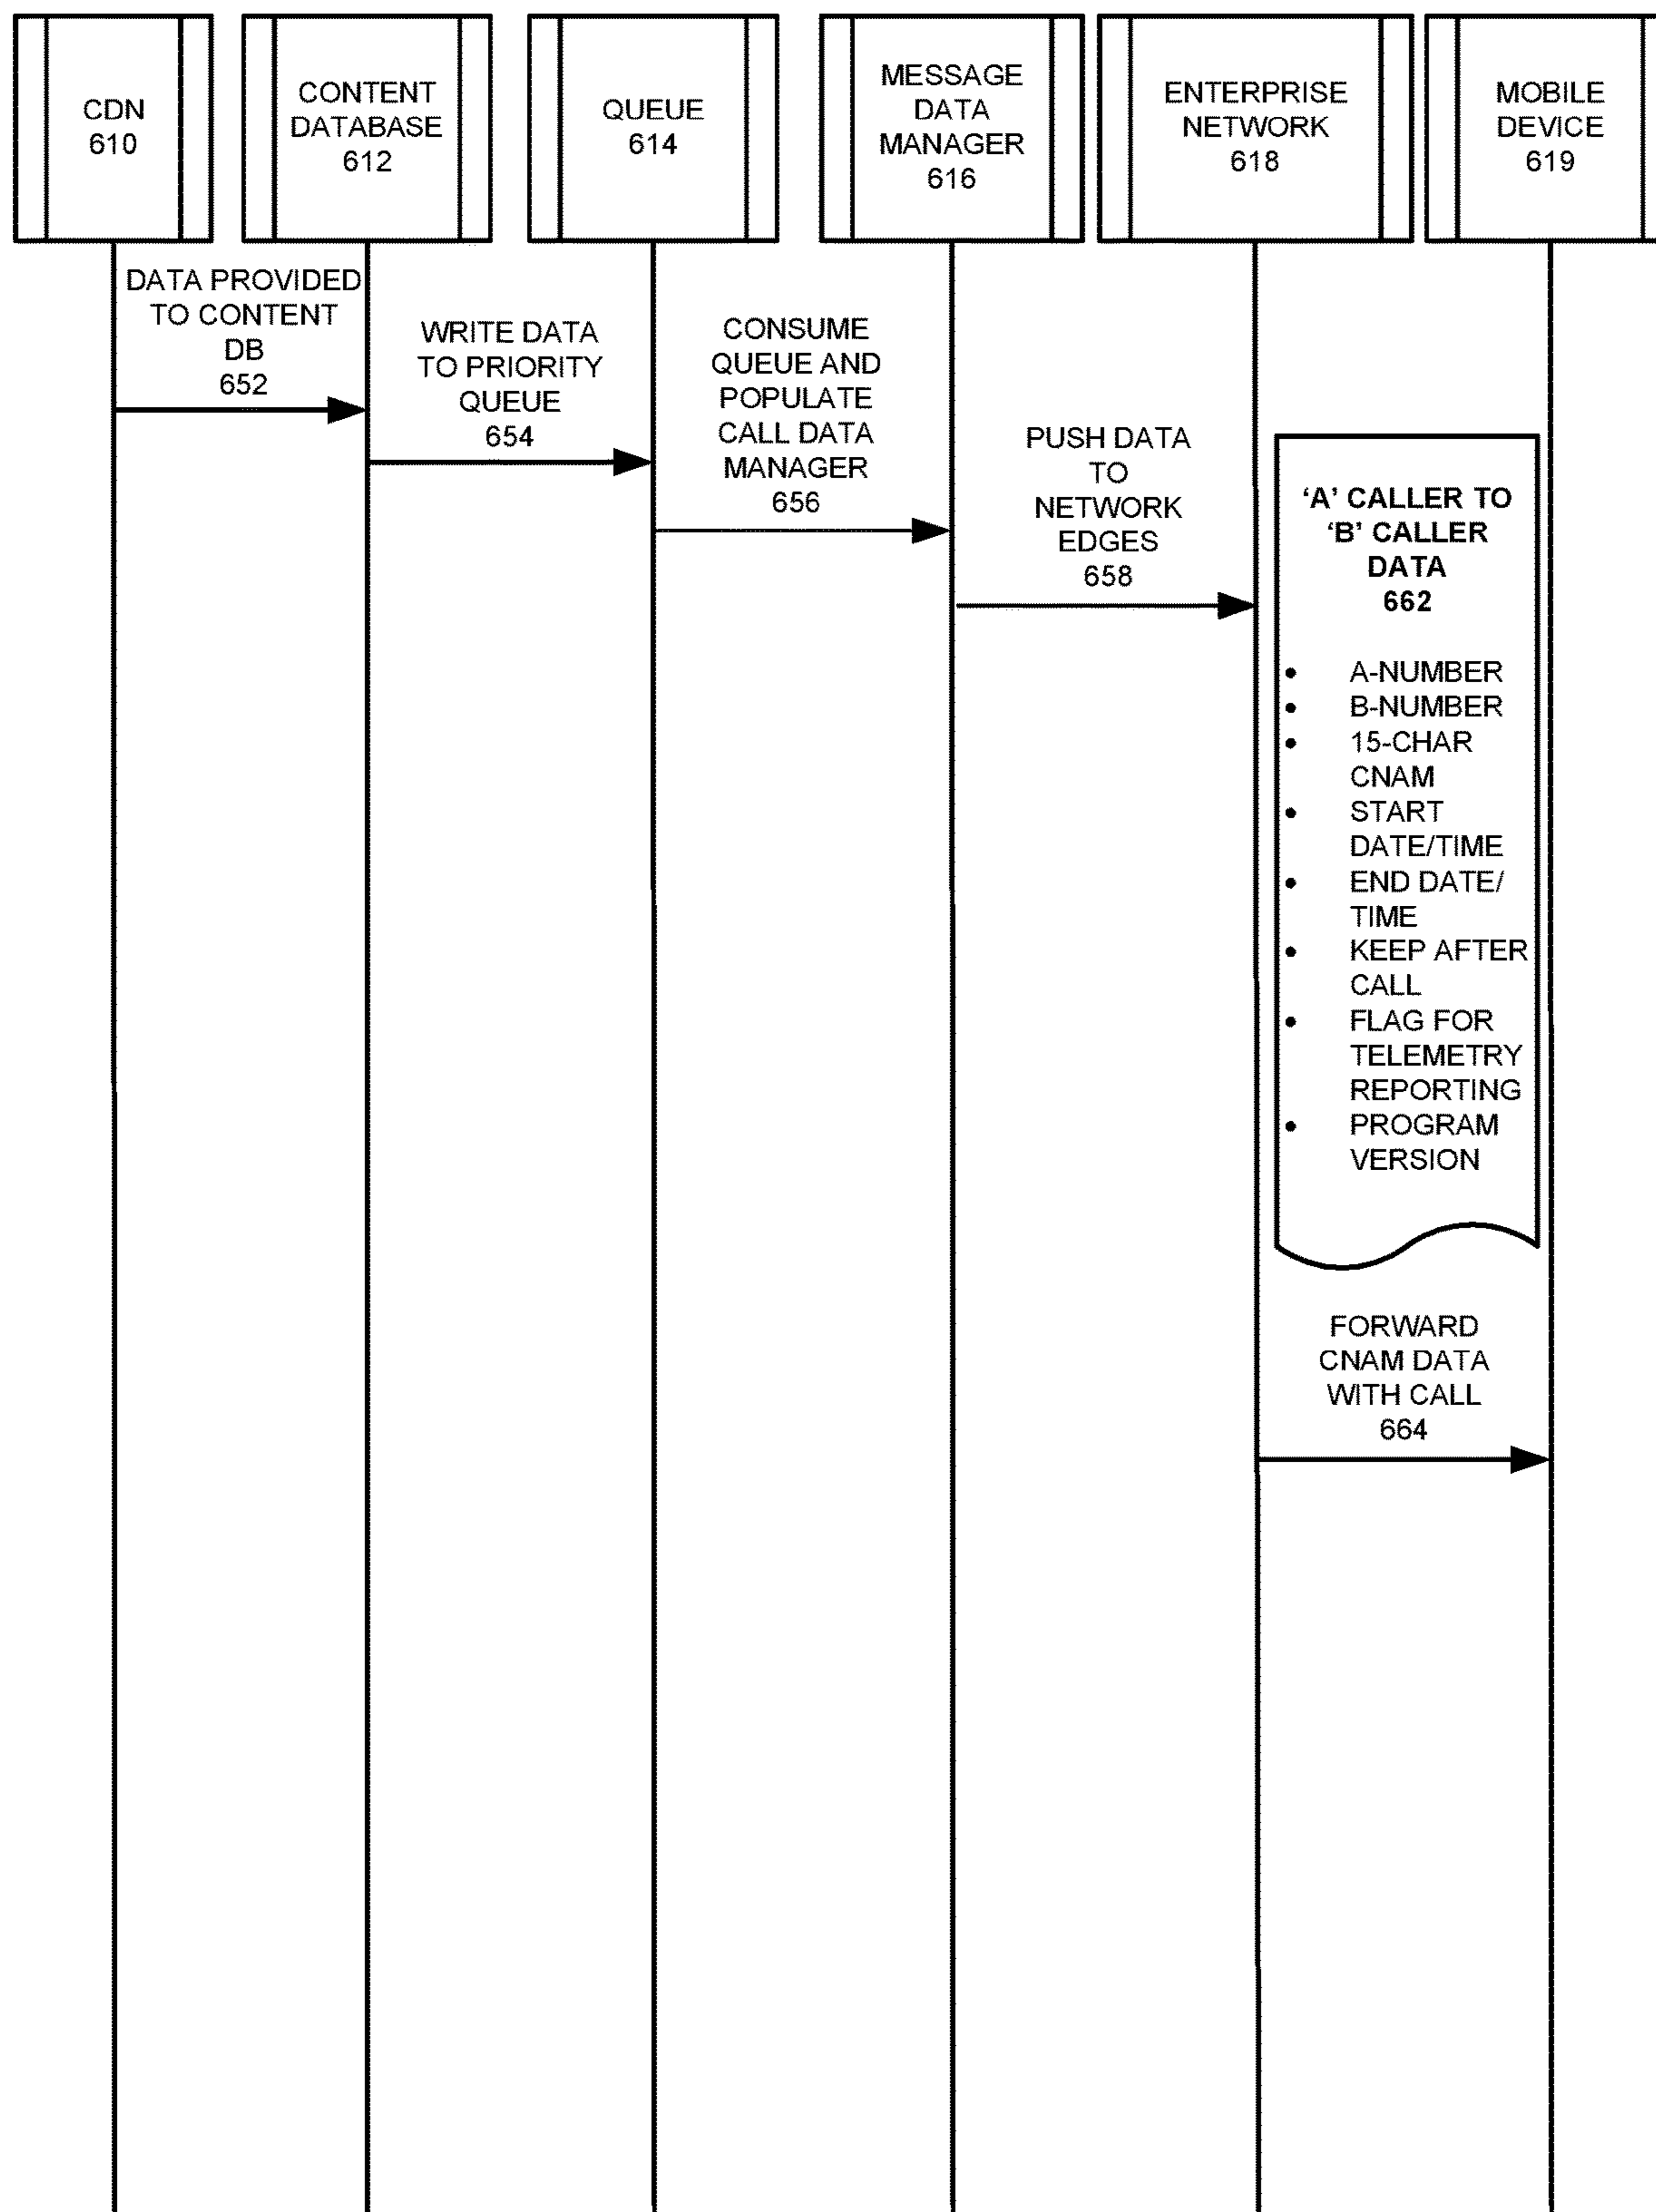 CDN
610
CONTENT
DATABASE
612
QUEUE
614
MESSAGE
DATA
MANAGER
616
ENTERPRISE
NETWORK
618
MOBILE
DEVICE
619
DATA PROVIDED
TO CONTENT
DB
652
WRITE DATA
TO PRIORITY
QUEUE
654
CONSUME
QUEUE AND
POPULATE
CALL DATA
MANAGER
656
PUSH DATA
TO
NETWORK
EDGES
658
‘A’ CALLER TO
‘B’ CALLER
DATA
662
• A-NUMBER
• B-NUMBER
• 15-CHAR
CNAM
• START
DATE/TIME
• END DATE/
TIME
• KEEP AFTER
CALL
• FLAG FOR
TELEMETRY
REPORTING
• PROGRAM
VERSION
FORWARD
CNAM DATA
WITH CALL
664